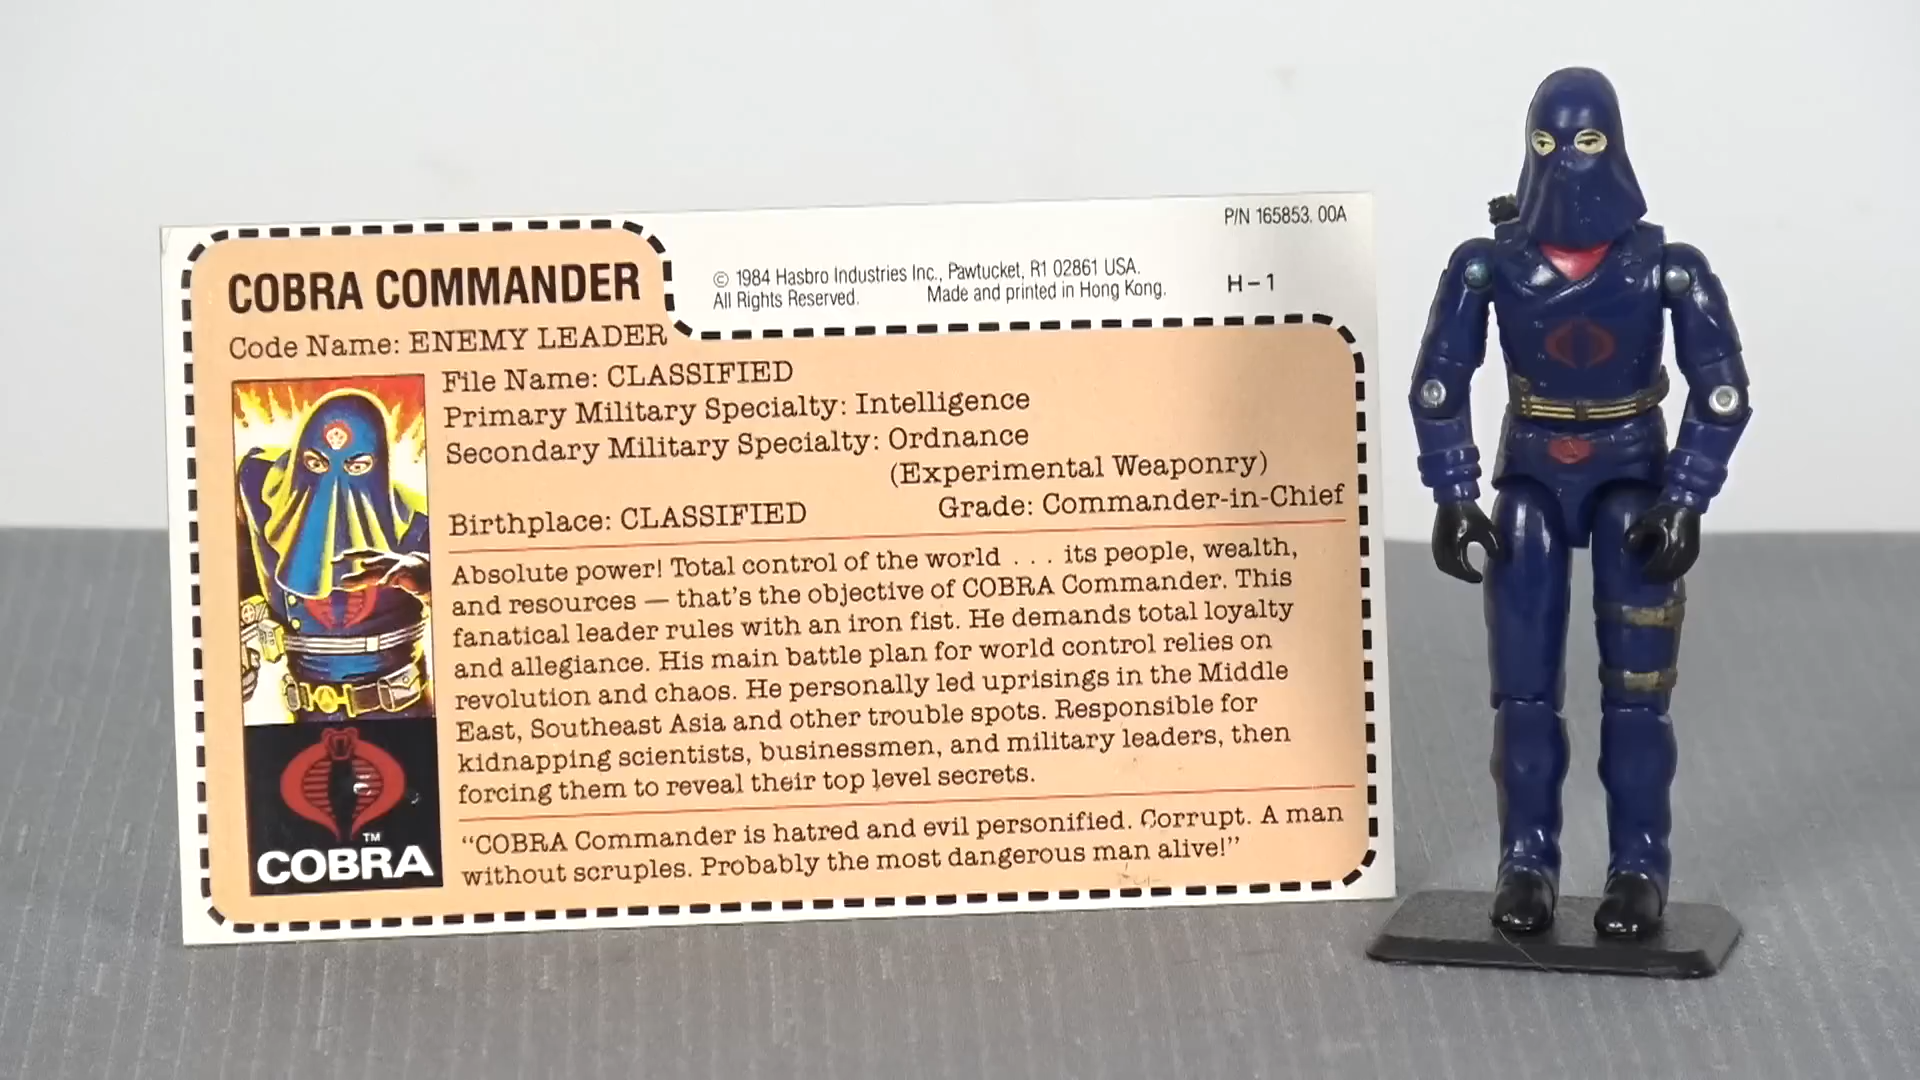 P/N 165853. 00A
© 1984 Hasbro Industries Inc., Pawtucket, R1 02861 USA.
All Rights Reserved. Made and printed in Hong Kong.
H-1
COBRA COMMANDER
Code Name: ENEMY LEADER
File Name: CLASSIFIED
Primary Military Specialty: Intelligence
Secondary Military Specialty: Ordnance
(Experimental Weaponry)
Birthplace: CLASSIFIED Grade: Commander-in-Chief
Absolute power! Total control of the world . . . its people, wealth,
and resources — that's the objective of COBRA Commander. This
fanatical leader rules with an iron fist. He demands total loyalty
and allegiance. His main battle plan for world control relies on
revolution and chaos. He personally led uprisings in the Middle
East, Southeast Asia and other trouble spots. Responsible for
kidnapping scientists, businessmen, and military leaders, then
forcing them to reveal their top level secrets.
"COBRA Commander is hatred and evil personified. Corrupt. A man
without scruples. Probably the most dangerous man alive!"
TM
COBRA